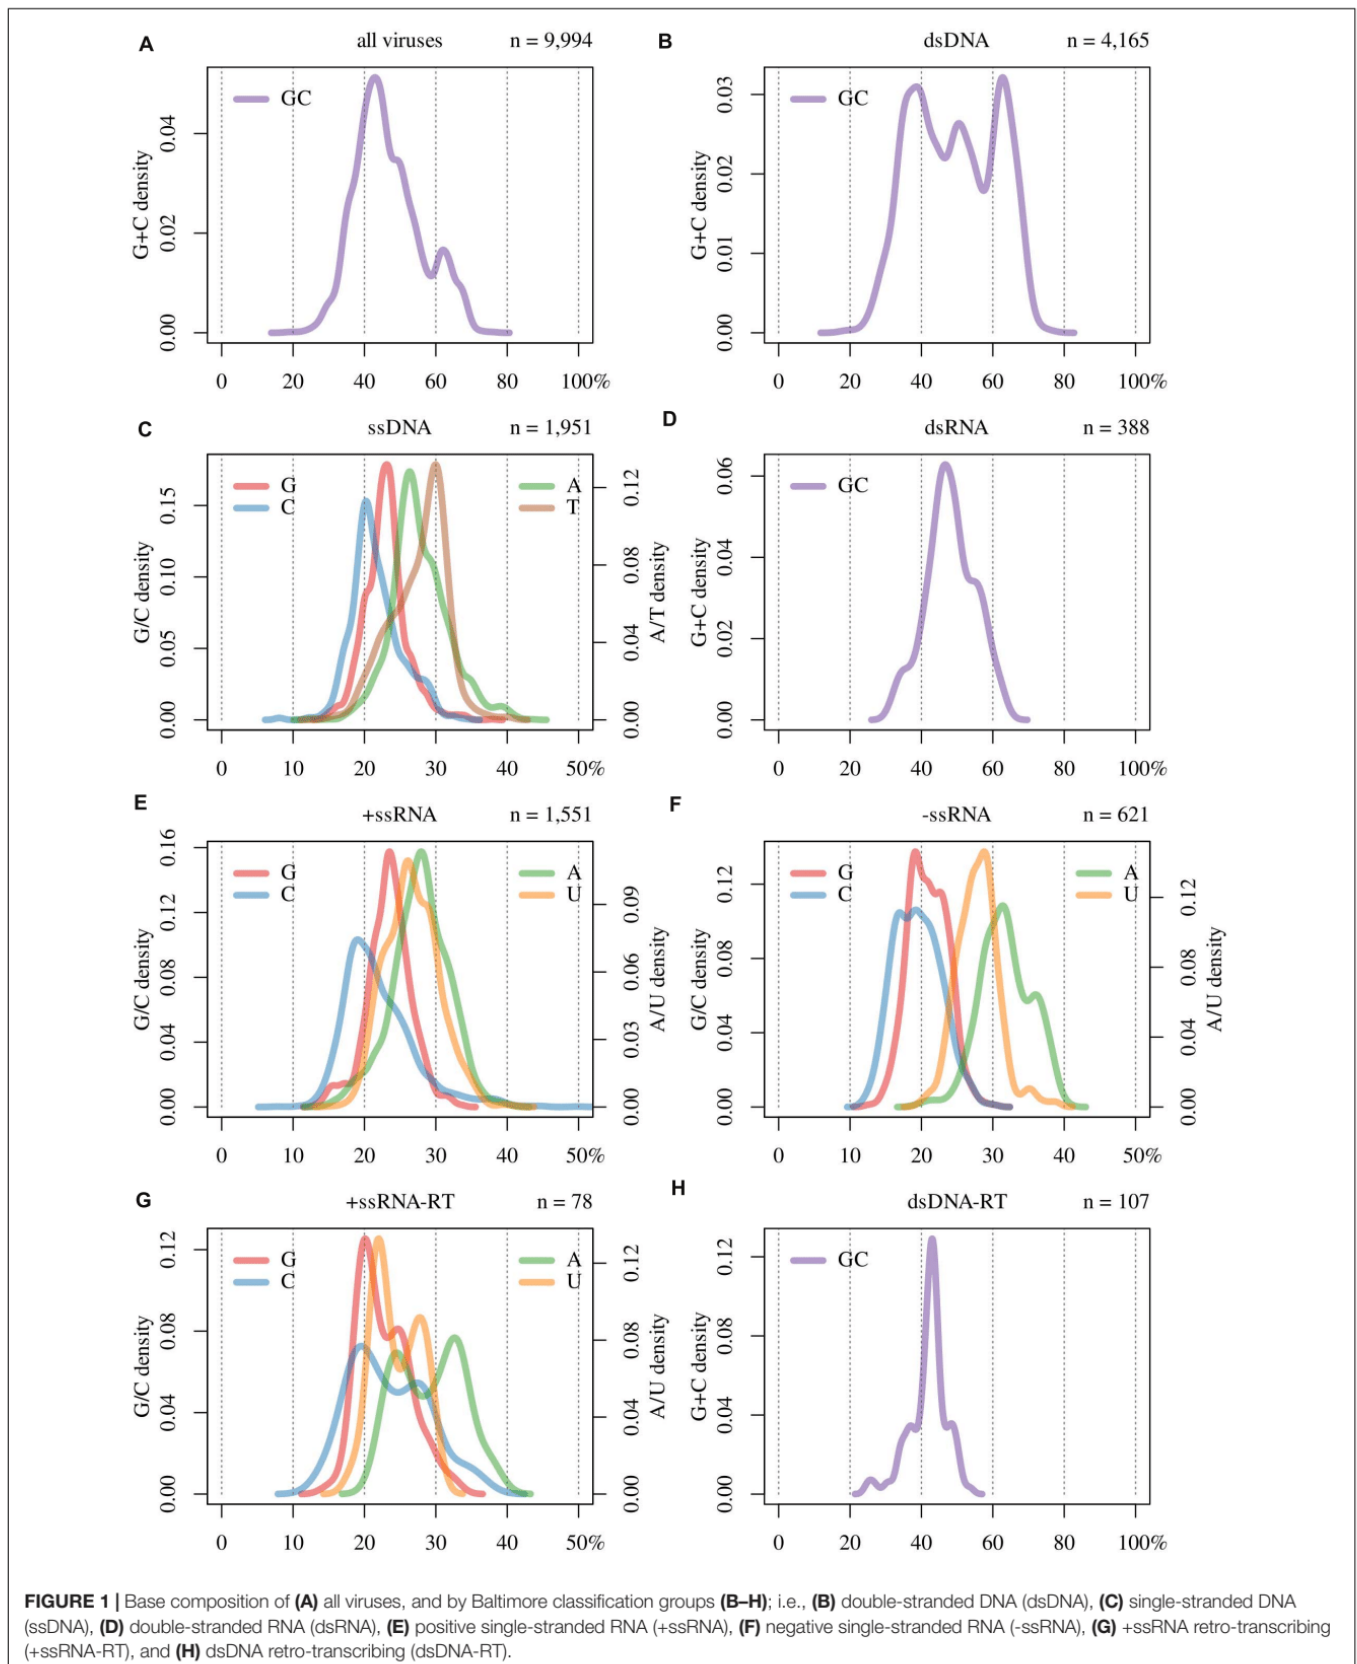 A all viruses n = 9,994
GC
G+C density
0.00 0.02 0.04
0 20 40 60 80 100%
B dsDNA n = 4,165
GC
G+C density
0.00 0.01 0.02 0.03
0 20 40 60 100%
C ssDNA n = 1,951
G A
C T
G/C density
0.00 0.05 0.10 0.15
A/T density
0.00 0.04 0.08 0.12
0 10 20 30 40 50%
D dsRNA n = 388
GC
G+C density
0.00 0.02 0.04 0.06
0 20 40 60 100%
E +ssRNA n = 1,551
G A
C U
G/C density
0.00 0.04 0.08 0.12 0.16
A/U density
0.00 0.03 0.06 0.09
0 10 20 30 40 50%
F -ssRNA n = 621
G A
C U
G/C density
0.00 0.04 0.08 0.12
A/U density
0.00 0.04 0.08 0.12
0 10 20 30 40 50%
G +ssRNA-RT n = 78
G A
C U
G/C density
0.00 0.04 0.08 0.12
A/U density
0.00 0.04 0.08 0.12
0 10 20 30 40 50%
H dsDNA-RT n = 107
GC
G+C density
0.00 0.04 0.08 0.12
0 20 40 60 80 100%
FIGURE 1 | Base composition of (A) all viruses, and by Baltimore classification groups (B–H); i.e., (B) double-stranded DNA (dsDNA), (C) single-stranded DNA
(ssDNA), (D) double-stranded RNA (dsRNA), (E) positive single-stranded RNA (+ssRNA), (F) negative single-stranded RNA (-ssRNA), (G) +ssRNA retro-transcribing
(+ssRNA-RT), and (H) dsDNA retro-transcribing (dsDNA-RT).